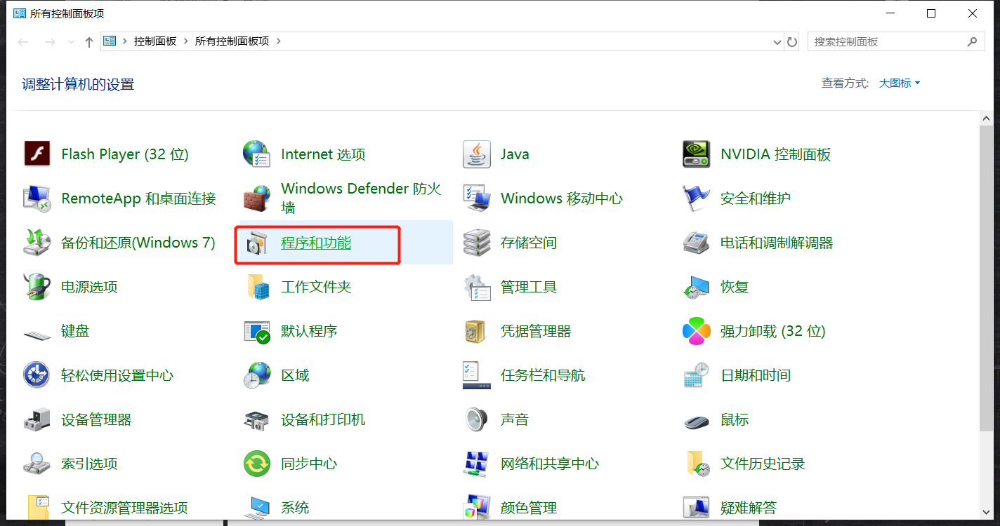 所有控制面板项
控制面板 所有控制面板项
搜索控制面板
调整计算机的设置
查看方式: 大图标
Flash Player (32 位)
Internet 选项
Java
NVIDIA 控制面板
RemoteApp 和桌面连接
Windows Defender 防火
墙
Windows 移动中心
安全和维护
备份和还原(Windows 7)
程序和功能
存储空间
电话和调制解调器
电源选项
工作文件夹
管理工具
恢复
键盘
默认程序
凭据管理器
强力卸载 (32 位)
轻松使用设置中心
区域
任务栏和导航
日期和时间
设备管理器
设备和打印机
声音
鼠标
索引选项
同步中心
网络和共享中心
文件历史记录
文件资源管理器选项
系统
颜色管理
疑难解答